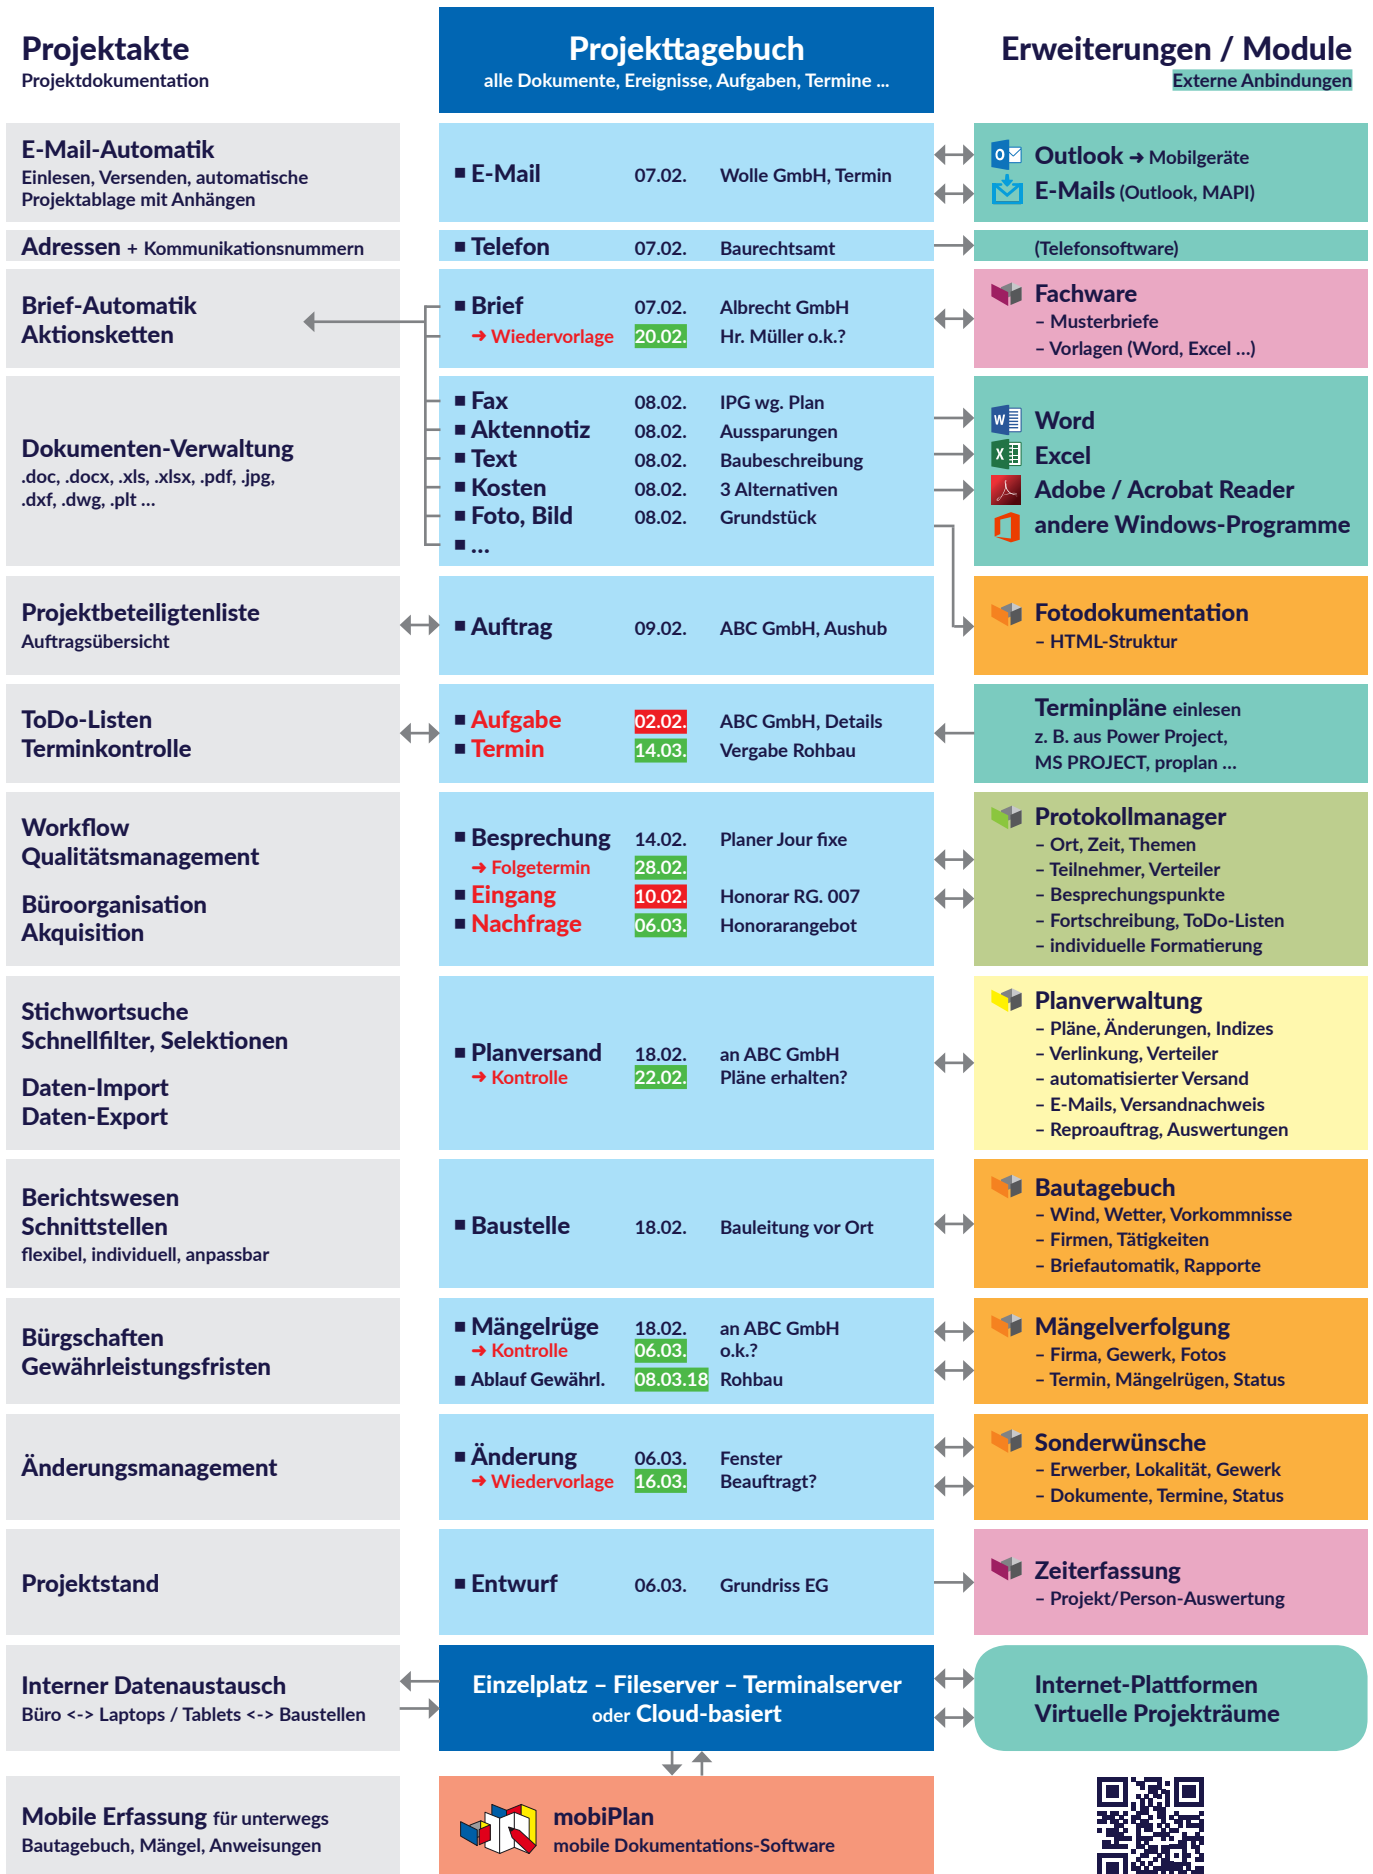 Projektakte
Projektdokumentation
Projekttagebuch
alle Dokumente, Ereignisse, Aufgaben, Termine ...
Erweiterungen / Module
Externe Anbindungen
E-Mail-Automatik
Einlesen, Versenden, automatische
Projektablage mit Anhängen
■ E-Mail 07.02. Wolle GmbH, Termin
Outlook ➔ Mobilgeräte
E-Mails (Outlook, MAPI)
Adressen + Kommunikationsnummern
■ Telefon 07.02. Baurechtsamt
(Telefonsoftware)
Brief-Automatik
Aktionsketten
■ Brief 07.02. Albrecht GmbH
➔ Wiedervorlage 20.02. Hr. Müller o.k.?
Fachware
– Musterbriefe
– Vorlagen (Word, Excel ...)
Dokumenten-Verwaltung
.doc, .docx, .xls, .xlsx, .pdf, .jpg,
.dxf, .dwg, .plt ...
■ Fax 08.02. IPG wg. Plan
■ Aktennotiz 08.02. Aussparungen
■ Text 08.02. Baubeschreibung
■ Kosten 08.02. 3 Alternativen
■ Foto, Bild 08.02. Grundstück
■ ...
Word
Excel
Adobe / Acrobat Reader
andere Windows-Programme
Projektbeteiligtenliste
Auftragsübersicht
■ Auftrag 09.02. ABC GmbH, Aushub
Fotodokumentation
– HTML-Struktur
ToDo-Listen
Terminkontrolle
■ Aufgabe 02.02. ABC GmbH, Details
■ Termin 14.03. Vergabe Rohbau
Terminpläne einlesen
z. B. aus Power Project,
MS PROJECT, proplan ...
Workflow
Qualitätsmanagement
Büroorganisation
Akquisition
■ Besprechung 14.02. Planer Jour fixe
➔ Folgetermin 28.02.
■ Eingang 10.02. Honorar RG. 007
■ Nachfrage 06.03. Honorarangebot
Protokollmanager
– Ort, Zeit, Themen
– Teilnehmer, Verteiler
– Besprechungspunkte
– Fortschreibung, ToDo-Listen
– individuelle Formatierung
Stichwortsuche
Schnellfilter, Selektionen
Daten-Import
Daten-Export
■ Planversand 18.02. an ABC GmbH
➔ Kontrolle 22.02. Pläne erhalten?
Planverwaltung
– Pläne, Änderungen, Indizes
– Verlinkung, Verteiler
– automatisierter Versand
– E-Mails, Versandnachweis
– Reproauftrag, Auswertungen
Berichtswesen
Schnittstellen
flexibel, individuell, anpassbar
■ Baustelle 18.02. Bauleitung vor Ort
Bautagebuch
– Wind, Wetter, Vorkommnisse
– Firmen, Tätigkeiten
– Briefautomatik, Rapporte
Bürgschaften
Gewährleistungsfristen
■ Mängelrüge 18.02. an ABC GmbH
➔ Kontrolle 06.03. o.k.?
■ Ablauf Gewährl. 08.03.18 Rohbau
Mängelverfolgung
– Firma, Gewerk, Fotos
– Termin, Mängelrügen, Status
Änderungsmanagement
■ Änderung 06.03. Fenster
➔ Wiedervorlage 16.03. Beauftragt?
Sonderwünsche
– Erwerber, Lokalität, Gewerk
– Dokumente, Termine, Status
Projektstand
■ Entwurf 06.03. Grundriss EG
Zeiterfassung
– Projekt/Person-Auswertung
Interner Datenaustausch
Büro <-> Laptops / Tablets <-> Baustellen
Einzelplatz – Fileserver – Terminalserver
oder Cloud-basiert
Internet-Plattformen
Virtuelle Projekträume
Mobile Erfassung für unterwegs
Bautagebuch, Mängel, Anweisungen
mobiPlan
mobile Dokumentations-Software